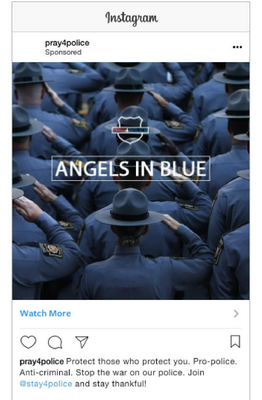 Instagram
pray4police
Sponsored
ANGELS IN BLUE
Watch More
pray4police Protect those who protect you. Pro-police.
Anti-criminal. Stop the war on our police. Join
@stay4police and stay thankful!